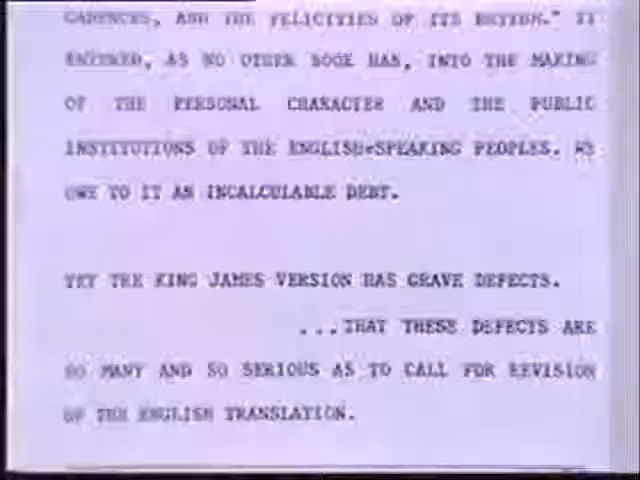 CADENCES, AND THE FELICITIES OF ITS RHYTHM." IT
ENTERED, AS NO OTHER BOOK HAS, INTO THE MAKING
OF THE PERSONAL CHARACTER AND THE PUBLIC
INSTITUTIONS OF THE ENGLISH-SPEAKING PEOPLES. WE
OWE TO IT AN INCALCULABLE DEBT.
YET THE KING JAMES VERSION HAS GRAVE DEFECTS.
...THAT THESE DEFECTS ARE
SO MANY AND SO SERIOUS AS TO CALL FOR REVISION
OF THE ENGLISH TRANSLATION.